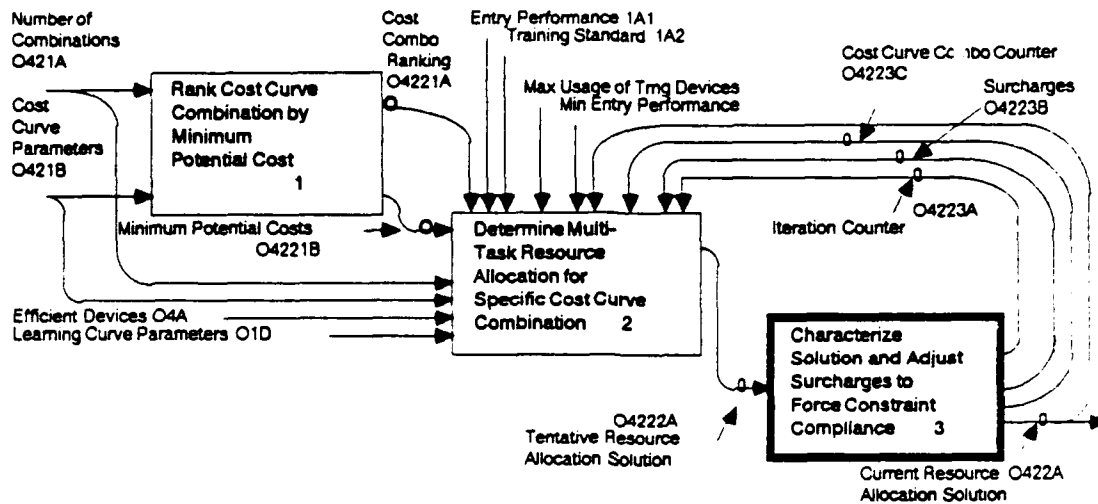 Number of
Combinations
O421A
Cost
Curve
Parameters
O421B
Rank Cost Curve
Combination by
Minimum
Potential Cost
1
Cost
Combo
Ranking
O4221A
Entry Performance 1A1
Training Standard 1A2
Max Usage of Trng Devices
Min Entry Performance
Cost Curve Co bo Counter
O4223C
Surcharges
O4223B
O4223A
Iteration Counter
Minimum Potential Costs
O4221B
Determine Multi-
Task Resource
Allocation for
Specific Cost Curve
Combination 2
Efficient Devices O4A
Learning Curve Parameters O1D
O4222A
Tentative Resource
Allocation Solution
Characterize
Solution and Adjust
Surcharges to
Force Constraint
Compliance 3
Current Resource O422A
Allocation Solution